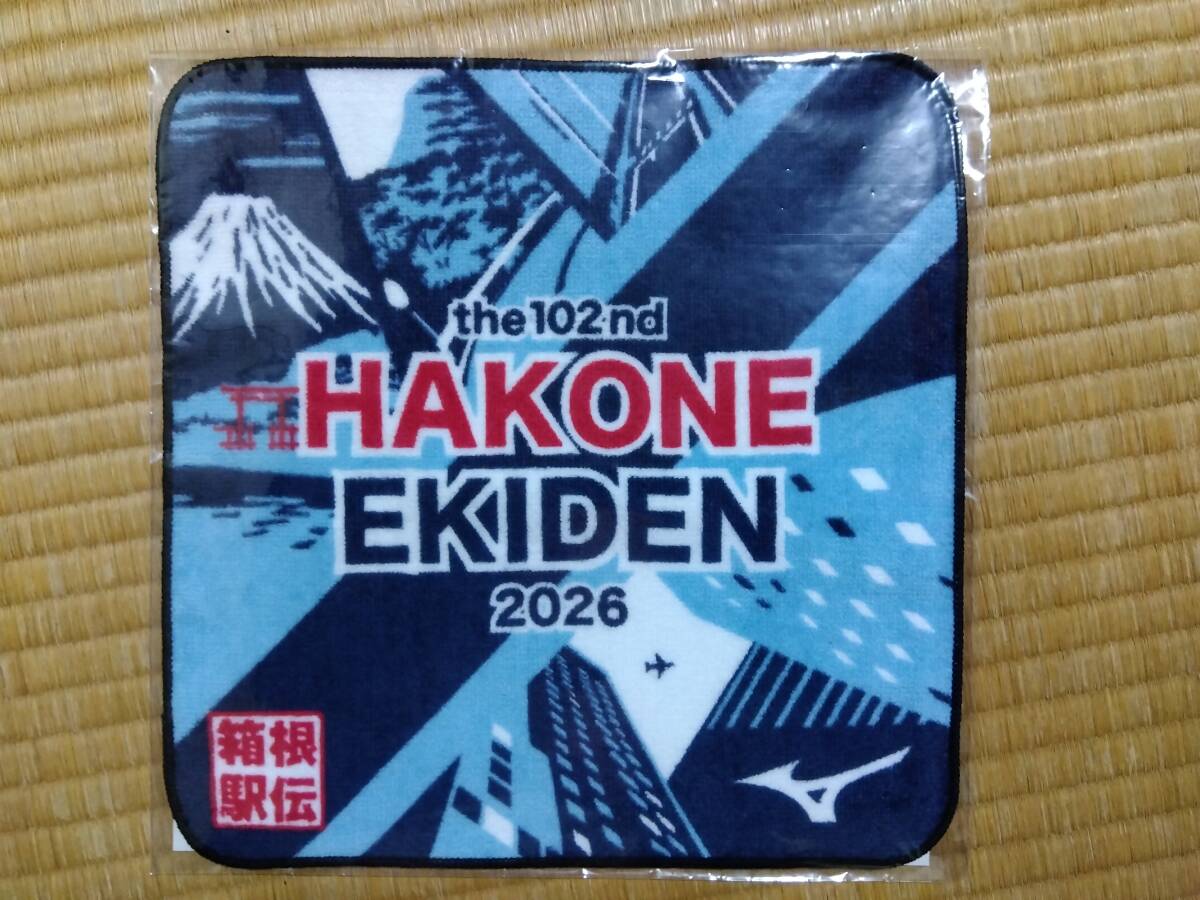 the 102nd
HAKONE
EKIDEN
2026
箱根
駅伝